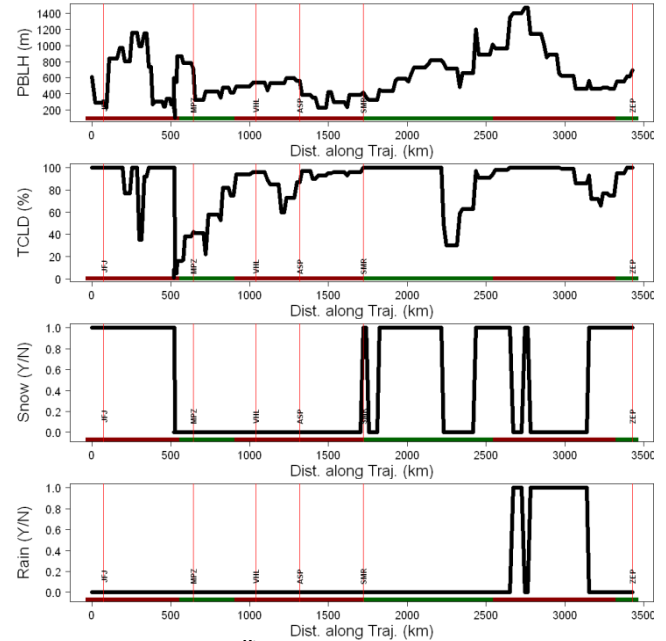 1400
1200
1000
800
600
400
200
PBLH (m)
JFJ
MPZ
VHL
ASP
SMR
ZEP
0 500 1000 1500 2000 2500 3000 3500
Dist. along Traj. (km)
100
80
60
40
20
0
TCLD (%)
JFJ
MPZ
VHL
ASP
SMR
ZEP
0 500 1000 1500 2000 2500 3000 3500
Dist. along Traj. (km)
1.0
0.8
0.6
0.4
0.2
0.0
Snow (Y/N)
JFJ
MPZ
VHL
ASP
SMR
ZEP
0 500 1000 1500 2000 2500 3000 3500
Dist. along Traj. (km)
1.0
0.8
0.6
0.4
0.2
0.0
Rain (Y/N)
JFJ
MPZ
VHL
ASP
SMR
ZEP
0 500 1000 1500 2000 2500 3000 3500
Dist. along Traj. (km)